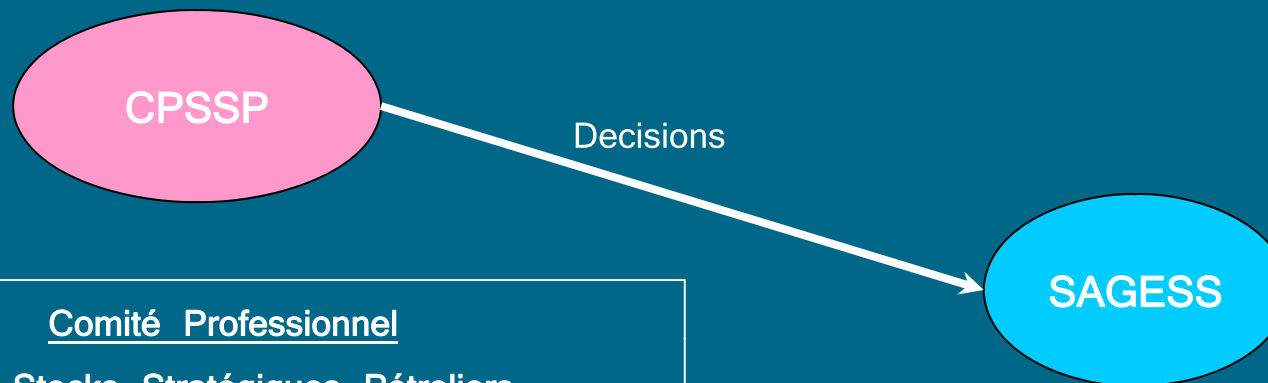 CPSSP
Decisions
SAGESS
Comité Professionnel
Stocks Stratégiques Pétroliers